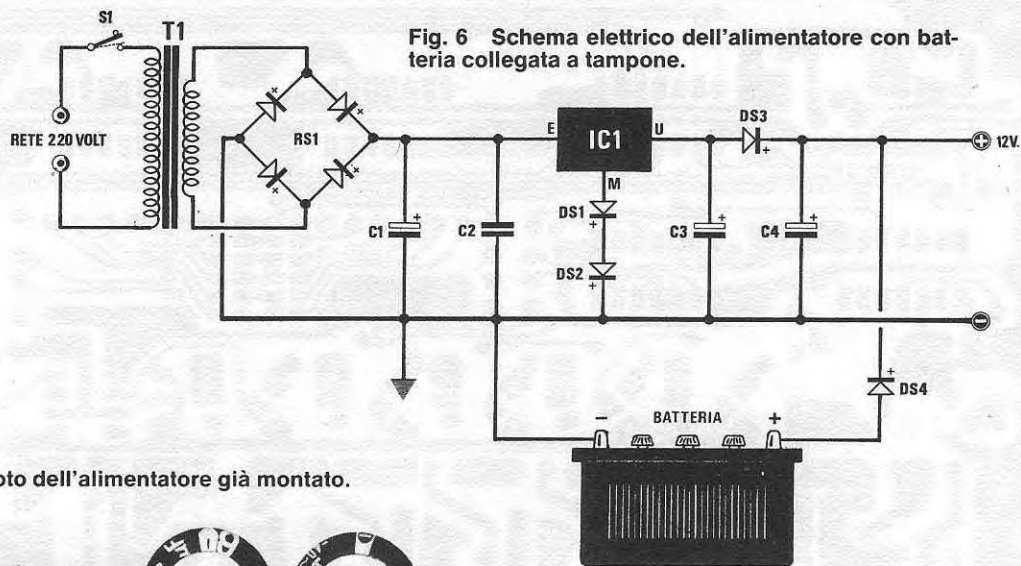 S1
T1
Fig. 6 Schema elettrico dell'alimentatore con bat-
teria collegata a tampone.
RETE 220 VOLT
RS1
E
IC1
U
M
DS3
12V.
C1
C2
DS1
DS2
C3
C4
DS4
BATTERIA
oto dell'alimentatore già montato.